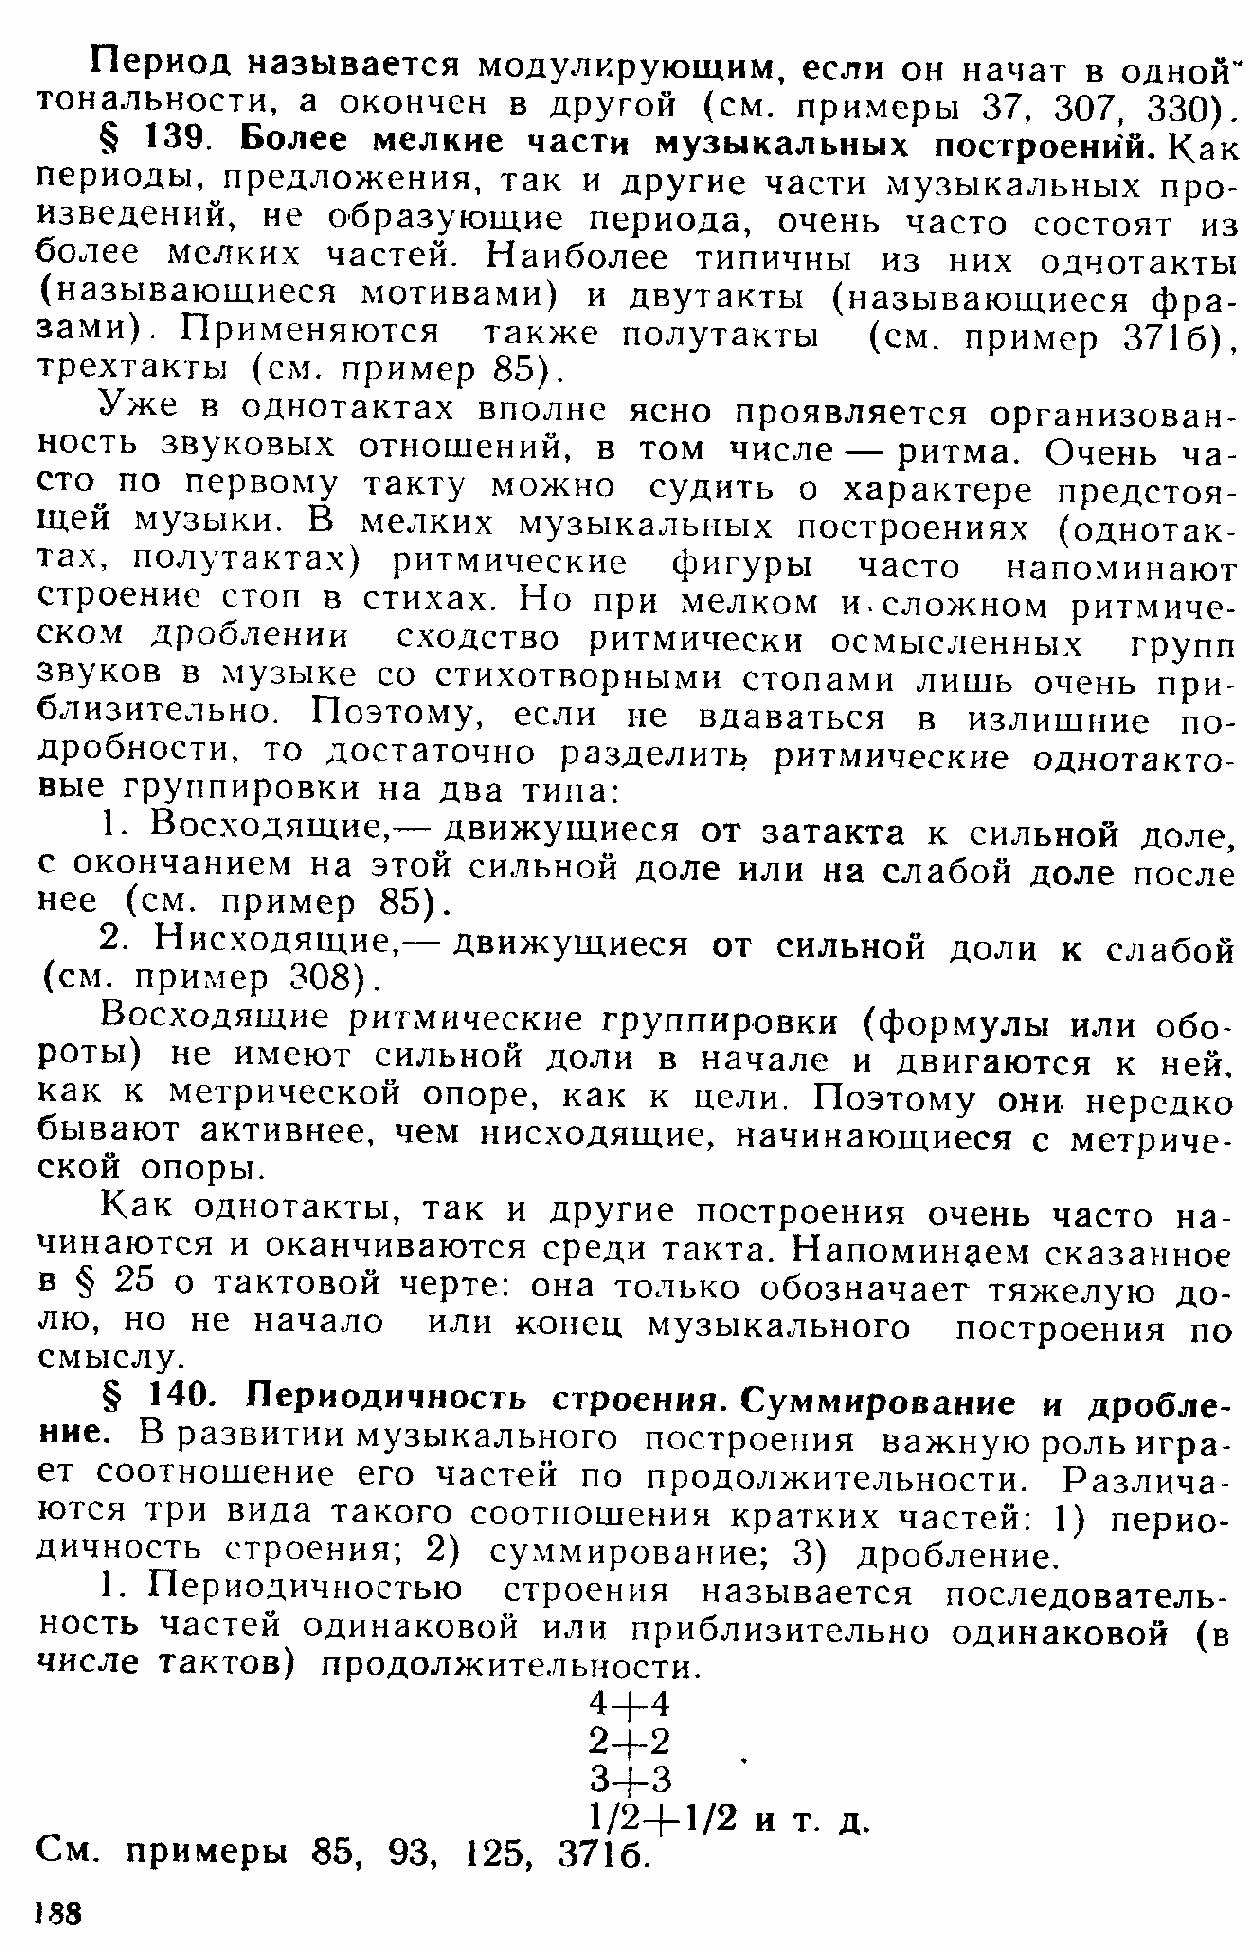 Период называется модулирующим, если он начат в одной
тональности, а окончен в другой (см. примеры 37, 307, 330).
§ 139. Более мелкие части музыкальных построений. Как
периоды, предложения, так и другие части музыкальных про-
изведений, не образующие периода, очень часто состоят из
более мелких частей. Наиболее типичны из них однотакты
(называющиеся мотивами) и двутакты (называющиеся фра-
зами). Применяются также полутакты (см. пример 371б),
трехтакты (см. пример 85).
Уже в однотактах вполне ясно проявляется организован-
ность звуковых отношений, в том числе — ритма. Очень ча-
сто по первому такту можно судить о характере предстоя-
щей музыки. В мелких музыкальных построениях (однотак-
тах, полутактах) ритмические фигуры часто напоминают
строение стоп в стихах. Но при мелком и сложном ритмиче-
ском дроблении сходство ритмически осмысленных групп
звуков в музыке со стихотворными стопами лишь очень при-
близительно. Поэтому, если не вдаваться в излишние по-
дробности, то достаточно разделить ритмические однотакто-
вые группировки на два типа:
1. Восходящие,— движущиеся от затакта к сильной доле,
с окончанием на этой сильной доле или на слабой доле после
нее (см. пример 85).
2. Нисходящие,— движущиеся от сильной доли к слабой
(см. пример 308).
Восходящие ритмические группировки (формулы или обо-
роты) не имеют сильной доли в начале и двигаются к ней,
как к метрической опоре, как к цели. Поэтому они нередко
бывают активнее, чем нисходящие, начинающиеся с метриче-
ской опоры.
Как однотакты, так и другие построения очень часто на-
чинаются и оканчиваются среди такта. Напоминаем сказанное
в § 25 о тактовой черте: она только обозначает тяжелую до-
лю, но не начало или конец музыкального построения по
смыслу.
§ 140. Периодичность строения. Суммирование и дробле-
ние. В развитии музыкального построения важную роль игра-
ет соотношение его частей по продолжительности. Различа-
ются три вида такого соотношения кратких частей: 1) перио-
дичность строения; 2) суммирование; 3) дробление.
1. Периодичностью строения называется последователь-
ность частей одинаковой или приблизительно одинаковой (в
числе тактов) продолжительности.
4+4
2+2
3+3
1/2+1/2 и т. д.
См. примеры 85, 93, 125, 371б.
188